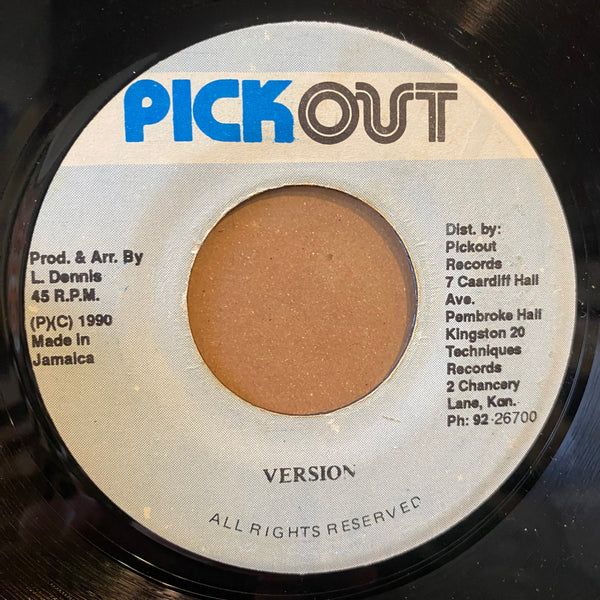 PICKOUT
Prod. & Arr. By
L. Dennis
45 R.P.M.
(P)(C) 1990
Made in
Jamaica
Dist. by:
Pickout
Records
7 Caardiff Hall
Ave.
Pembroke Hall
Kingston 20
Techniques
Records
2 Chancery
Lane, Kgn.
Ph: 92-26700
VERSION
ALL RIGHTS RESERVED